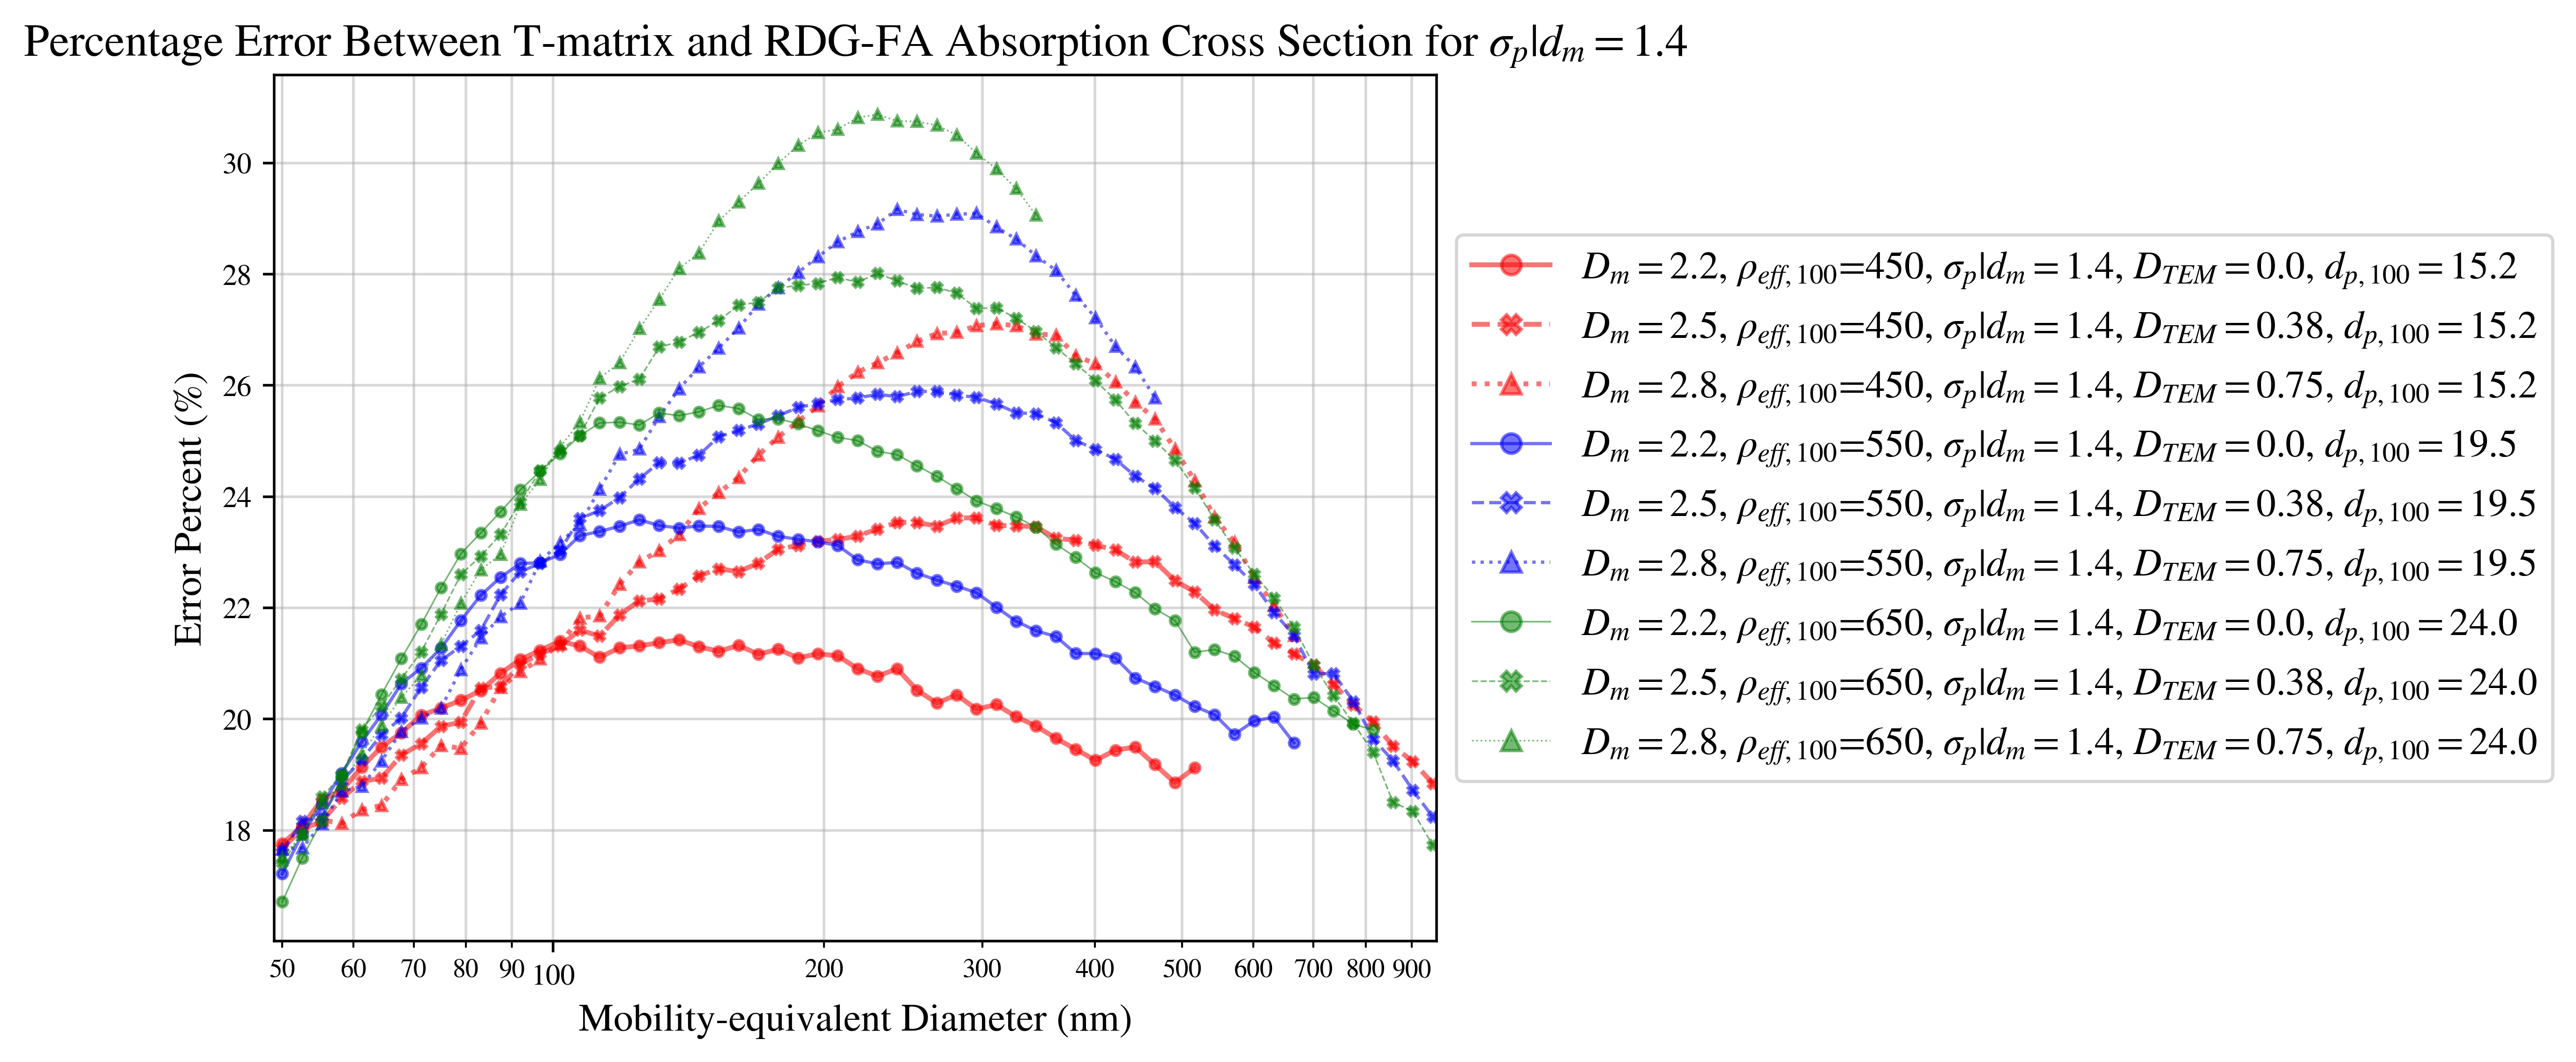 Percentage Error Between T-matrix and RDG-FA Absorption Cross Section for σp|dm = 1.4
Error Percent (%)
30
28
26
24
22
20
18
50 60 70 80 90 100 200 300 400 500 600 700 800 900
Mobility-equivalent Diameter (nm)
Dm = 2.2, ρeff,100=450, σp|dm = 1.4, DTEM = 0.0, dp,100 = 15.2
Dm = 2.5, ρeff,100=450, σp|dm = 1.4, DTEM = 0.38, dp,100 = 15.2
Dm = 2.8, ρeff,100=450, σp|dm = 1.4, DTEM = 0.75, dp,100 = 15.2
Dm = 2.2, ρeff,100=550, σp|dm = 1.4, DTEM = 0.0, dp,100 = 19.5
Dm = 2.5, ρeff,100=550, σp|dm = 1.4, DTEM = 0.38, dp,100 = 19.5
Dm = 2.8, ρeff,100=550, σp|dm = 1.4, DTEM = 0.75, dp,100 = 19.5
Dm = 2.2, ρeff,100=650, σp|dm = 1.4, DTEM = 0.0, dp,100 = 24.0
Dm = 2.5, ρeff,100=650, σp|dm = 1.4, DTEM = 0.38, dp,100 = 24.0
Dm = 2.8, ρeff,100=650, σp|dm = 1.4, DTEM = 0.75, dp,100 = 24.0